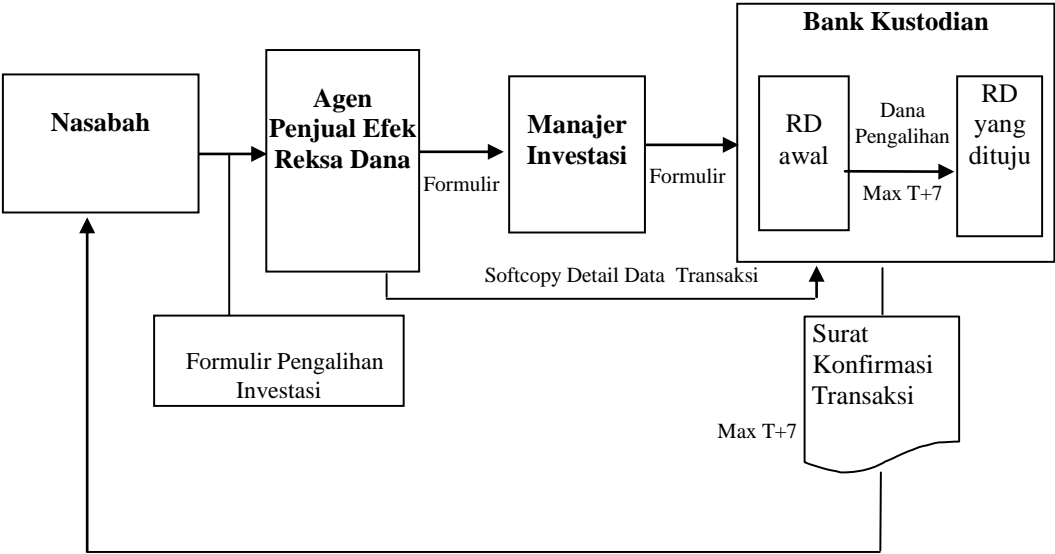 Bank Kustodian
Nasabah
Agen
Penjual Efek
Reksa Dana
Formulir
Manajer
Investasi
Formulir
RD
awal
Dana
Pengalihan
Max T+7
RD
yang
dituju
Softcopy Detail Data Transaksi
Formulir Pengalihan
Investasi
Surat
Konfirmasi
Transaksi
Max T+7